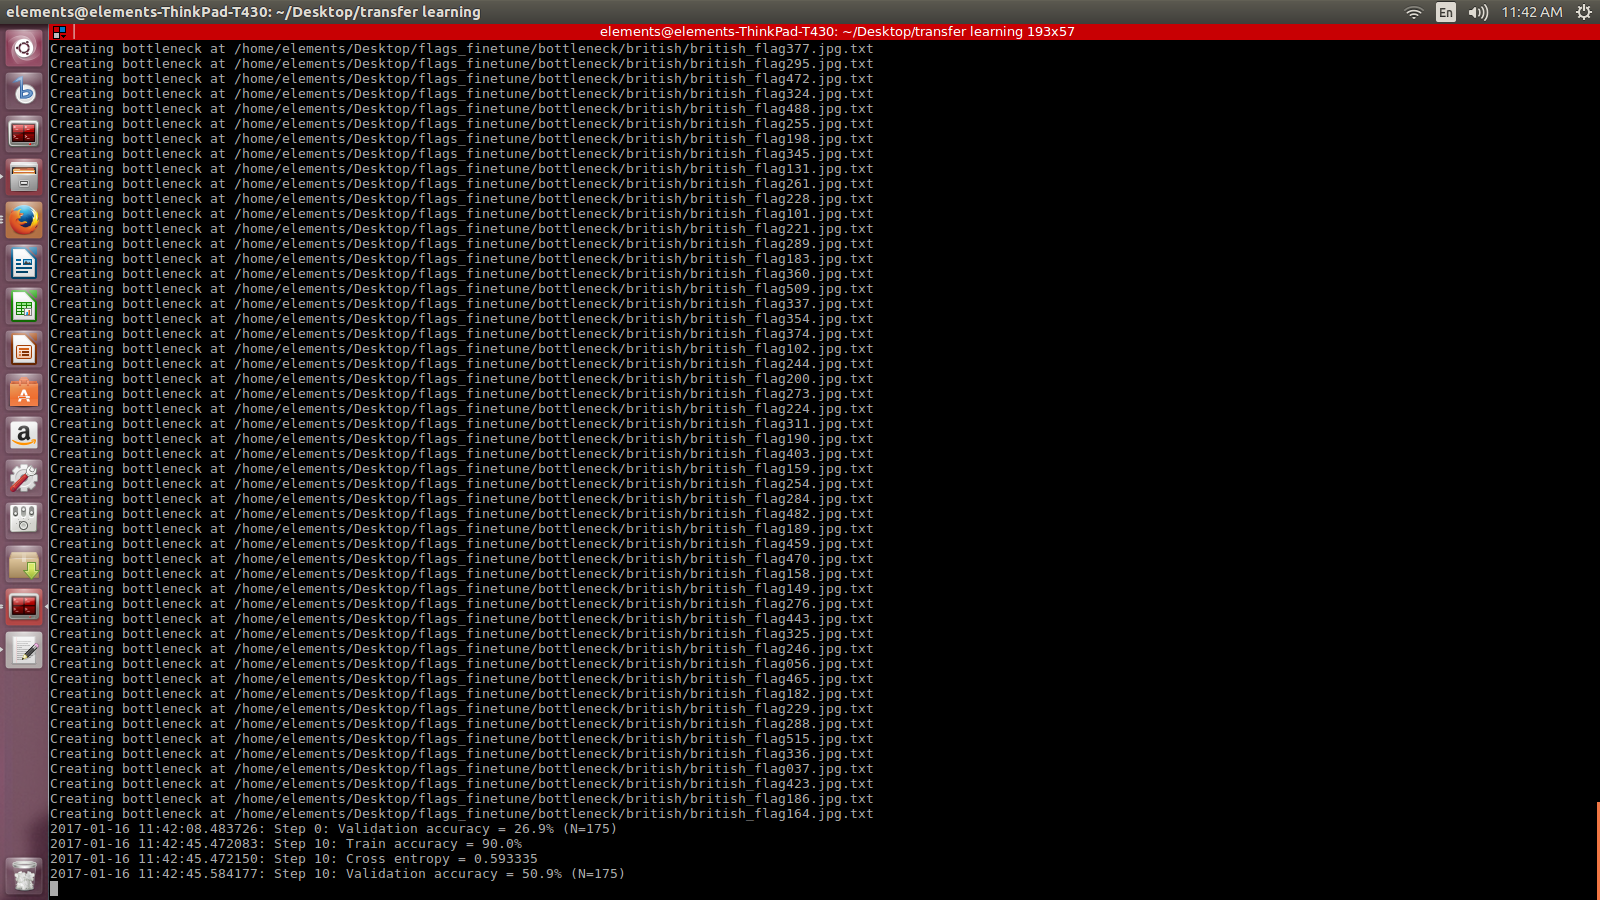 elements@elements-ThinkPad-T430: ~/Desktop/transfer learning
En
11:42 AM
elements@elements-ThinkPad-T430: ~/Desktop/transfer learning 193x57
Creating bottleneck at /home/elements/Desktop/flags_finetune/bottleneck/british/british_flag377.jpg.txt
Creating bottleneck at /home/elements/Desktop/flags_finetune/bottleneck/british/british_flag295.jpg.txt
Creating bottleneck at /home/elements/Desktop/flags_finetune/bottleneck/british/british_flag472.jpg.txt
Creating bottleneck at /home/elements/Desktop/flags_finetune/bottleneck/british/british_flag324.jpg.txt
Creating bottleneck at /home/elements/Desktop/flags_finetune/bottleneck/british/british_flag488.jpg.txt
Creating bottleneck at /home/elements/Desktop/flags_finetune/bottleneck/british/british_flag255.jpg.txt
Creating bottleneck at /home/elements/Desktop/flags_finetune/bottleneck/british/british_flag198.jpg.txt
Creating bottleneck at /home/elements/Desktop/flags_finetune/bottleneck/british/british_flag345.jpg.txt
Creating bottleneck at /home/elements/Desktop/flags_finetune/bottleneck/british/british_flag131.jpg.txt
Creating bottleneck at /home/elements/Desktop/flags_finetune/bottleneck/british/british_flag261.jpg.txt
Creating bottleneck at /home/elements/Desktop/flags_finetune/bottleneck/british/british_flag228.jpg.txt
Creating bottleneck at /home/elements/Desktop/flags_finetune/bottleneck/british/british_flag101.jpg.txt
Creating bottleneck at /home/elements/Desktop/flags_finetune/bottleneck/british/british_flag221.jpg.txt
Creating bottleneck at /home/elements/Desktop/flags_finetune/bottleneck/british/british_flag289.jpg.txt
Creating bottleneck at /home/elements/Desktop/flags_finetune/bottleneck/british/british_flag183.jpg.txt
Creating bottleneck at /home/elements/Desktop/flags_finetune/bottleneck/british/british_flag360.jpg.txt
Creating bottleneck at /home/elements/Desktop/flags_finetune/bottleneck/british/british_flag509.jpg.txt
Creating bottleneck at /home/elements/Desktop/flags_finetune/bottleneck/british/british_flag337.jpg.txt
Creating bottleneck at /home/elements/Desktop/flags_finetune/bottleneck/british/british_flag354.jpg.txt
Creating bottleneck at /home/elements/Desktop/flags_finetune/bottleneck/british/british_flag374.jpg.txt
Creating bottleneck at /home/elements/Desktop/flags_finetune/bottleneck/british/british_flag102.jpg.txt
Creating bottleneck at /home/elements/Desktop/flags_finetune/bottleneck/british/british_flag244.jpg.txt
Creating bottleneck at /home/elements/Desktop/flags_finetune/bottleneck/british/british_flag200.jpg.txt
Creating bottleneck at /home/elements/Desktop/flags_finetune/bottleneck/british/british_flag273.jpg.txt
Creating bottleneck at /home/elements/Desktop/flags_finetune/bottleneck/british/british_flag224.jpg.txt
Creating bottleneck at /home/elements/Desktop/flags_finetune/bottleneck/british/british_flag311.jpg.txt
Creating bottleneck at /home/elements/Desktop/flags_finetune/bottleneck/british/british_flag190.jpg.txt
Creating bottleneck at /home/elements/Desktop/flags_finetune/bottleneck/british/british_flag403.jpg.txt
Creating bottleneck at /home/elements/Desktop/flags_finetune/bottleneck/british/british_flag159.jpg.txt
Creating bottleneck at /home/elements/Desktop/flags_finetune/bottleneck/british/british_flag254.jpg.txt
Creating bottleneck at /home/elements/Desktop/flags_finetune/bottleneck/british/british_flag284.jpg.txt
Creating bottleneck at /home/elements/Desktop/flags_finetune/bottleneck/british/british_flag482.jpg.txt
Creating bottleneck at /home/elements/Desktop/flags_finetune/bottleneck/british/british_flag189.jpg.txt
Creating bottleneck at /home/elements/Desktop/flags_finetune/bottleneck/british/british_flag459.jpg.txt
Creating bottleneck at /home/elements/Desktop/flags_finetune/bottleneck/british/british_flag470.jpg.txt
Creating bottleneck at /home/elements/Desktop/flags_finetune/bottleneck/british/british_flag158.jpg.txt
Creating bottleneck at /home/elements/Desktop/flags_finetune/bottleneck/british/british_flag149.jpg.txt
Creating bottleneck at /home/elements/Desktop/flags_finetune/bottleneck/british/british_flag276.jpg.txt
Creating bottleneck at /home/elements/Desktop/flags_finetune/bottleneck/british/british_flag443.jpg.txt
Creating bottleneck at /home/elements/Desktop/flags_finetune/bottleneck/british/british_flag325.jpg.txt
Creating bottleneck at /home/elements/Desktop/flags_finetune/bottleneck/british/british_flag246.jpg.txt
Creating bottleneck at /home/elements/Desktop/flags_finetune/bottleneck/british/british_flag056.jpg.txt
Creating bottleneck at /home/elements/Desktop/flags_finetune/bottleneck/british/british_flag465.jpg.txt
Creating bottleneck at /home/elements/Desktop/flags_finetune/bottleneck/british/british_flag182.jpg.txt
Creating bottleneck at /home/elements/Desktop/flags_finetune/bottleneck/british/british_flag229.jpg.txt
Creating bottleneck at /home/elements/Desktop/flags_finetune/bottleneck/british/british_flag288.jpg.txt
Creating bottleneck at /home/elements/Desktop/flags_finetune/bottleneck/british/british_flag515.jpg.txt
Creating bottleneck at /home/elements/Desktop/flags_finetune/bottleneck/british/british_flag336.jpg.txt
Creating bottleneck at /home/elements/Desktop/flags_finetune/bottleneck/british/british_flag037.jpg.txt
Creating bottleneck at /home/elements/Desktop/flags_finetune/bottleneck/british/british_flag423.jpg.txt
Creating bottleneck at /home/elements/Desktop/flags_finetune/bottleneck/british/british_flag186.jpg.txt
Creating bottleneck at /home/elements/Desktop/flags_finetune/bottleneck/british/british_flag164.jpg.txt
2017-01-16 11:42:08.483726: Step 0: Validation accuracy = 26.9% (N=175)
2017-01-16 11:42:45.472083: Step 10: Train accuracy = 90.0%
2017-01-16 11:42:45.472150: Step 10: Cross entropy = 0.593335
2017-01-16 11:42:45.584177: Step 10: Validation accuracy = 50.9% (N=175)